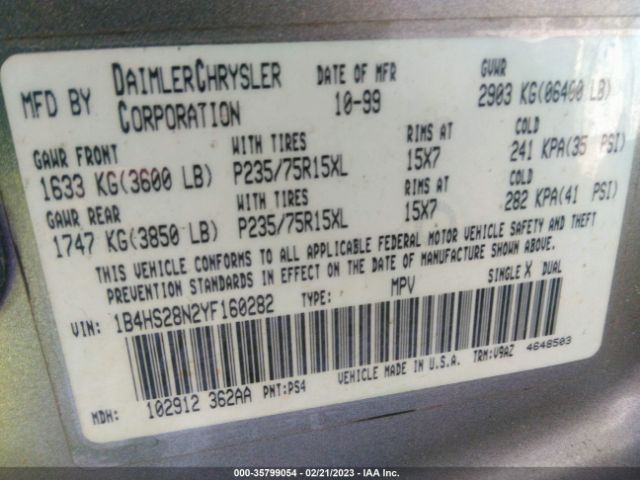 MFD BY DAIMLERCHRYSLER CORPORATION DATE OF MFR 10-99 GVWR 2903 KG(06400 LB)
GAWR FRONT WITH TIRES RIMS AT COLD
1633 KG(3600 LB) P235/75R15XL 15X7 241 KPA(35 PSI)
GAWR REAR WITH TIRES RIMS AT COLD
1747 KG(3850 LB) P235/75R15XL 15X7 282 KPA(41 PSI)
THIS VEHICLE CONFORMS TO ALL APPLICABLE FEDERAL MOTOR VEHICLE SAFETY AND THEFT
PREVENTION STANDARDS IN EFFECT ON THE DATE OF MANUFACTURE SHOWN ABOVE.
VIN: 1B4HS28N2YF160282 TYPE: MPV SINGLE X DUAL
MDH: 102912 362AA PNT:PS4 VEHICLE MADE IN U.S.A. TRM:V9AZ 4648503
000-35799054 - 02/21/2023 - IAA Inc.